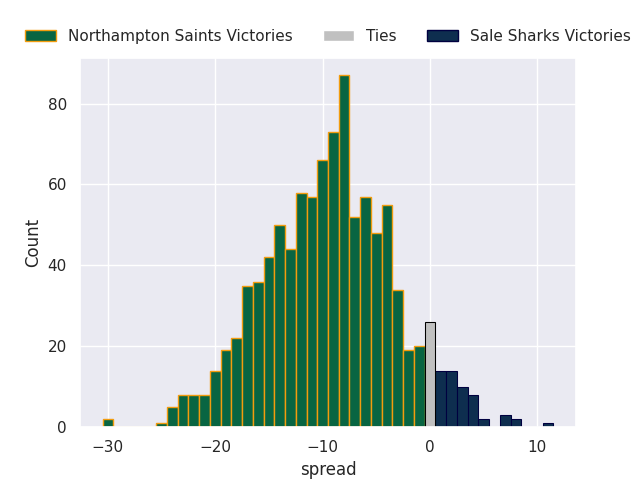 Northampton Saints Victories
Ties
Sale Sharks Victories
80
60
40
20
0
Count
−30
−20
−10
0
10
spread